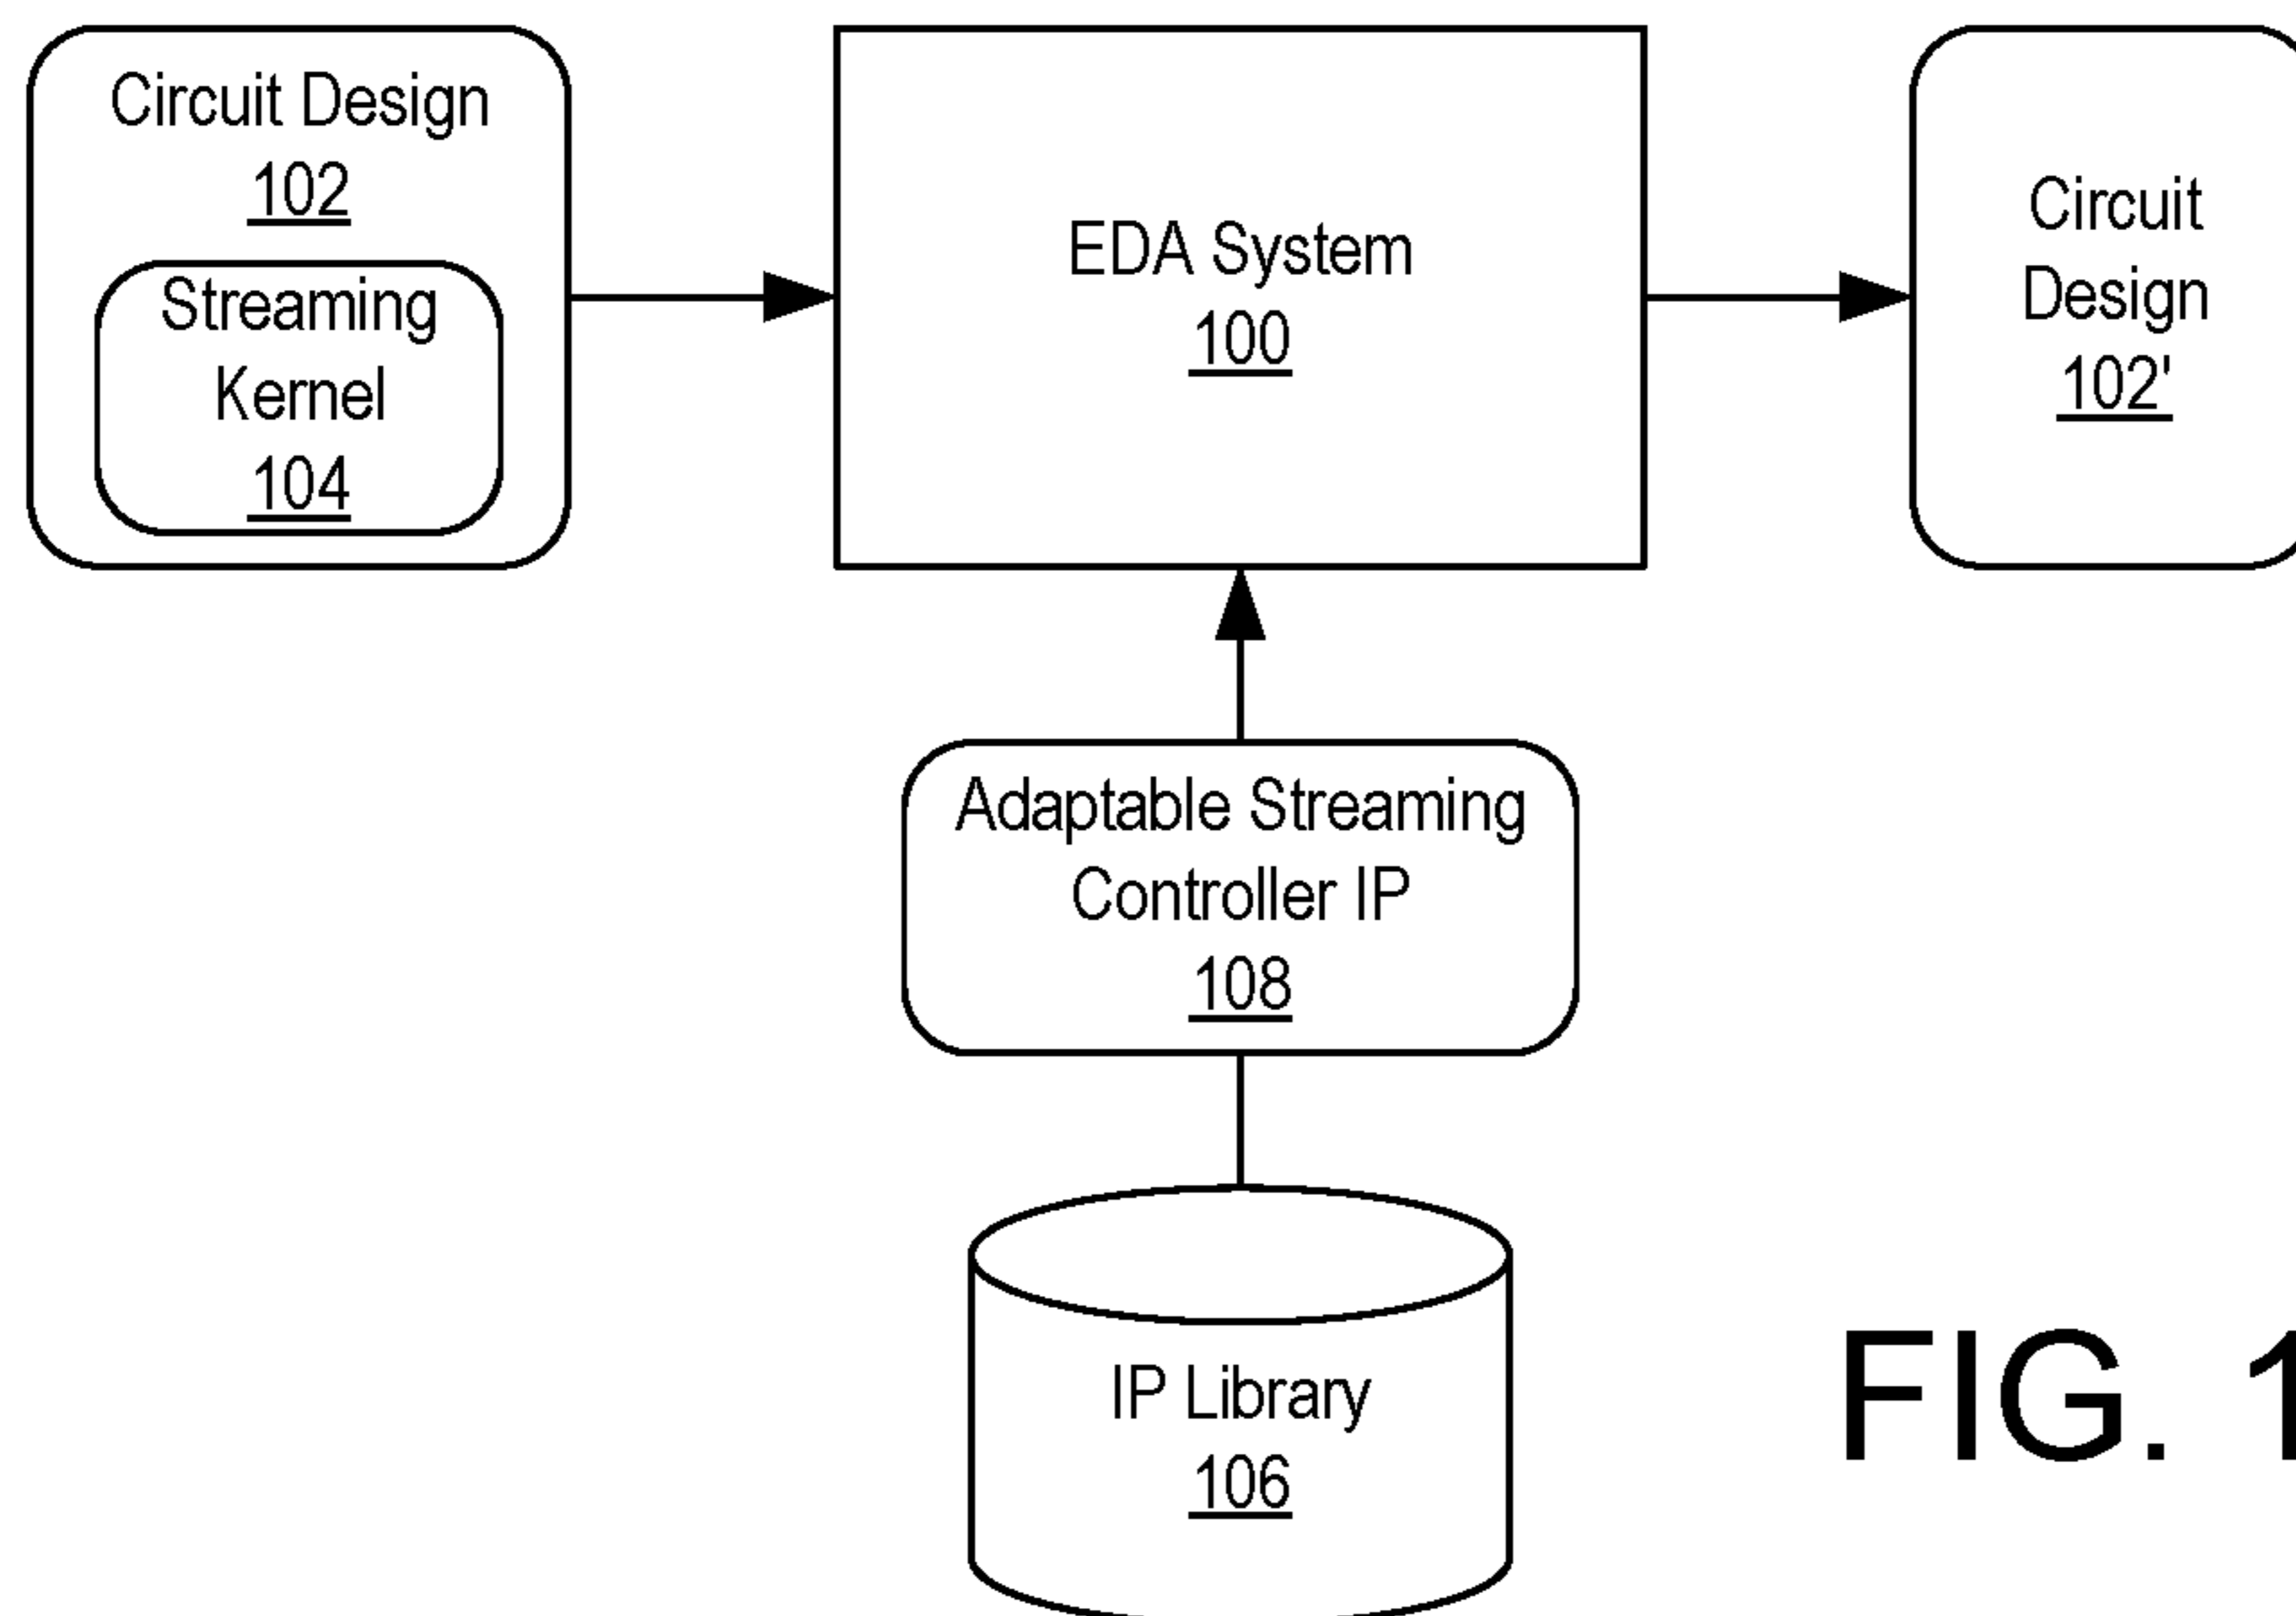 Circuit Design
102
Streaming
Kernel
104
EDA System
100
Circuit
Design
102'
Adaptable Streaming
Controller IP
108
IP Library
106
FIG. 1